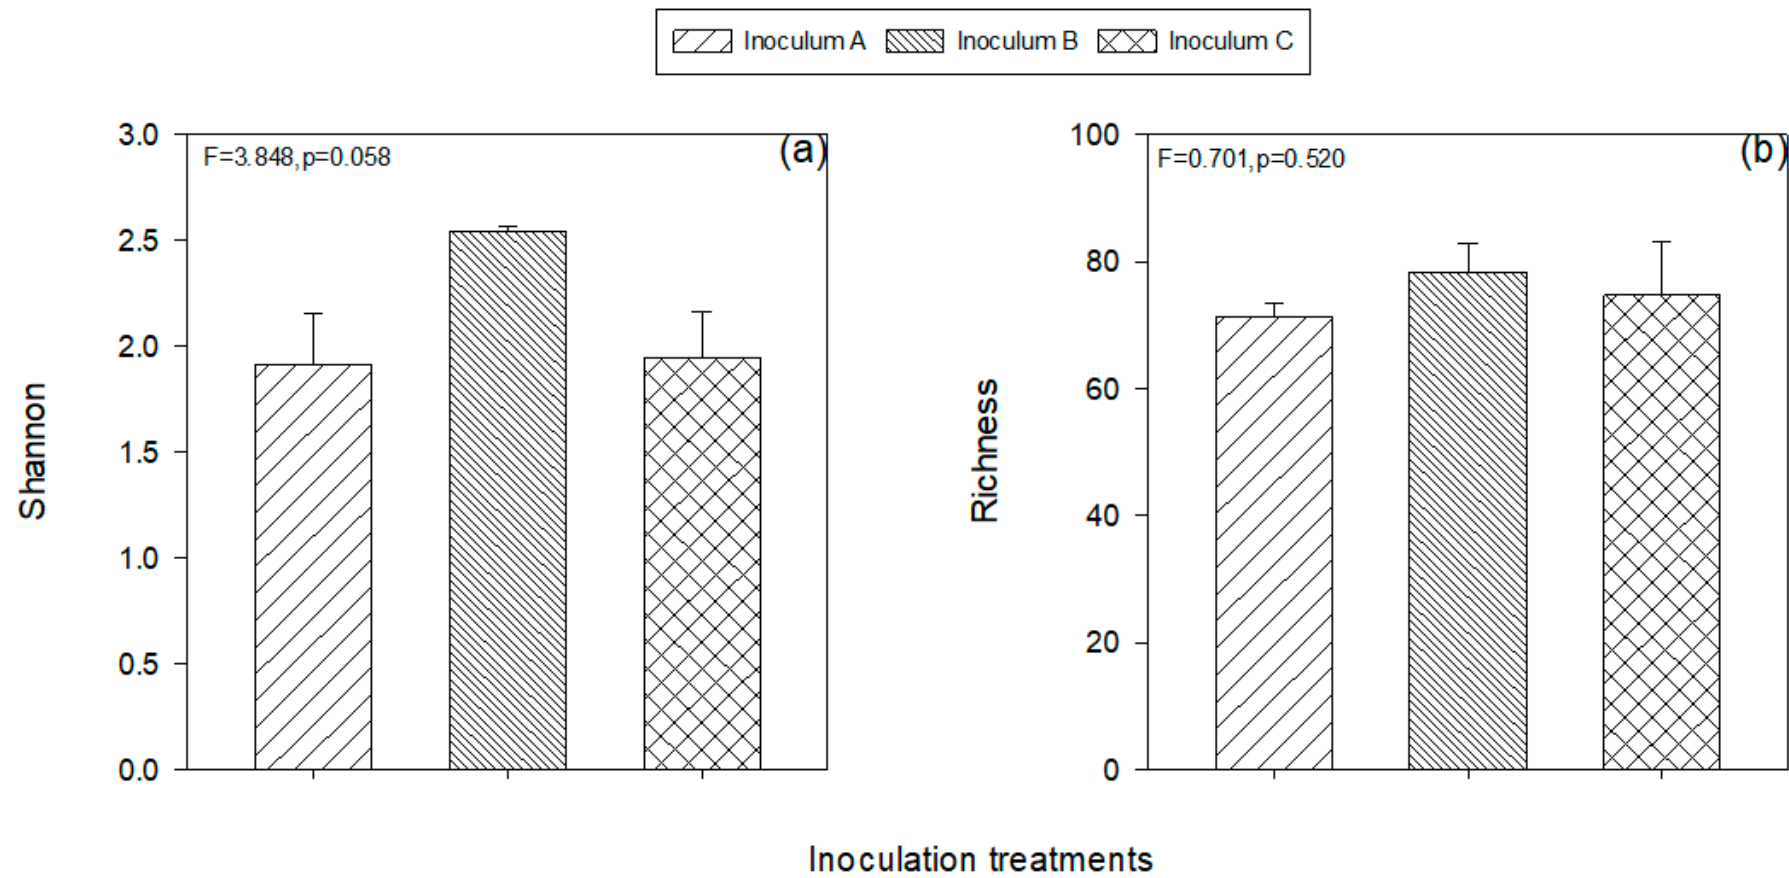 Inoculum A Inoculum B Inoculum C
(a)
F=3.848,p=0.058
3.0
2.5
2.0
1.5
1.0
0.5
0.0
Shannon
(b)
F=0.701,p=0.520
100
80
60
40
20
0
Richness
Inoculation treatments